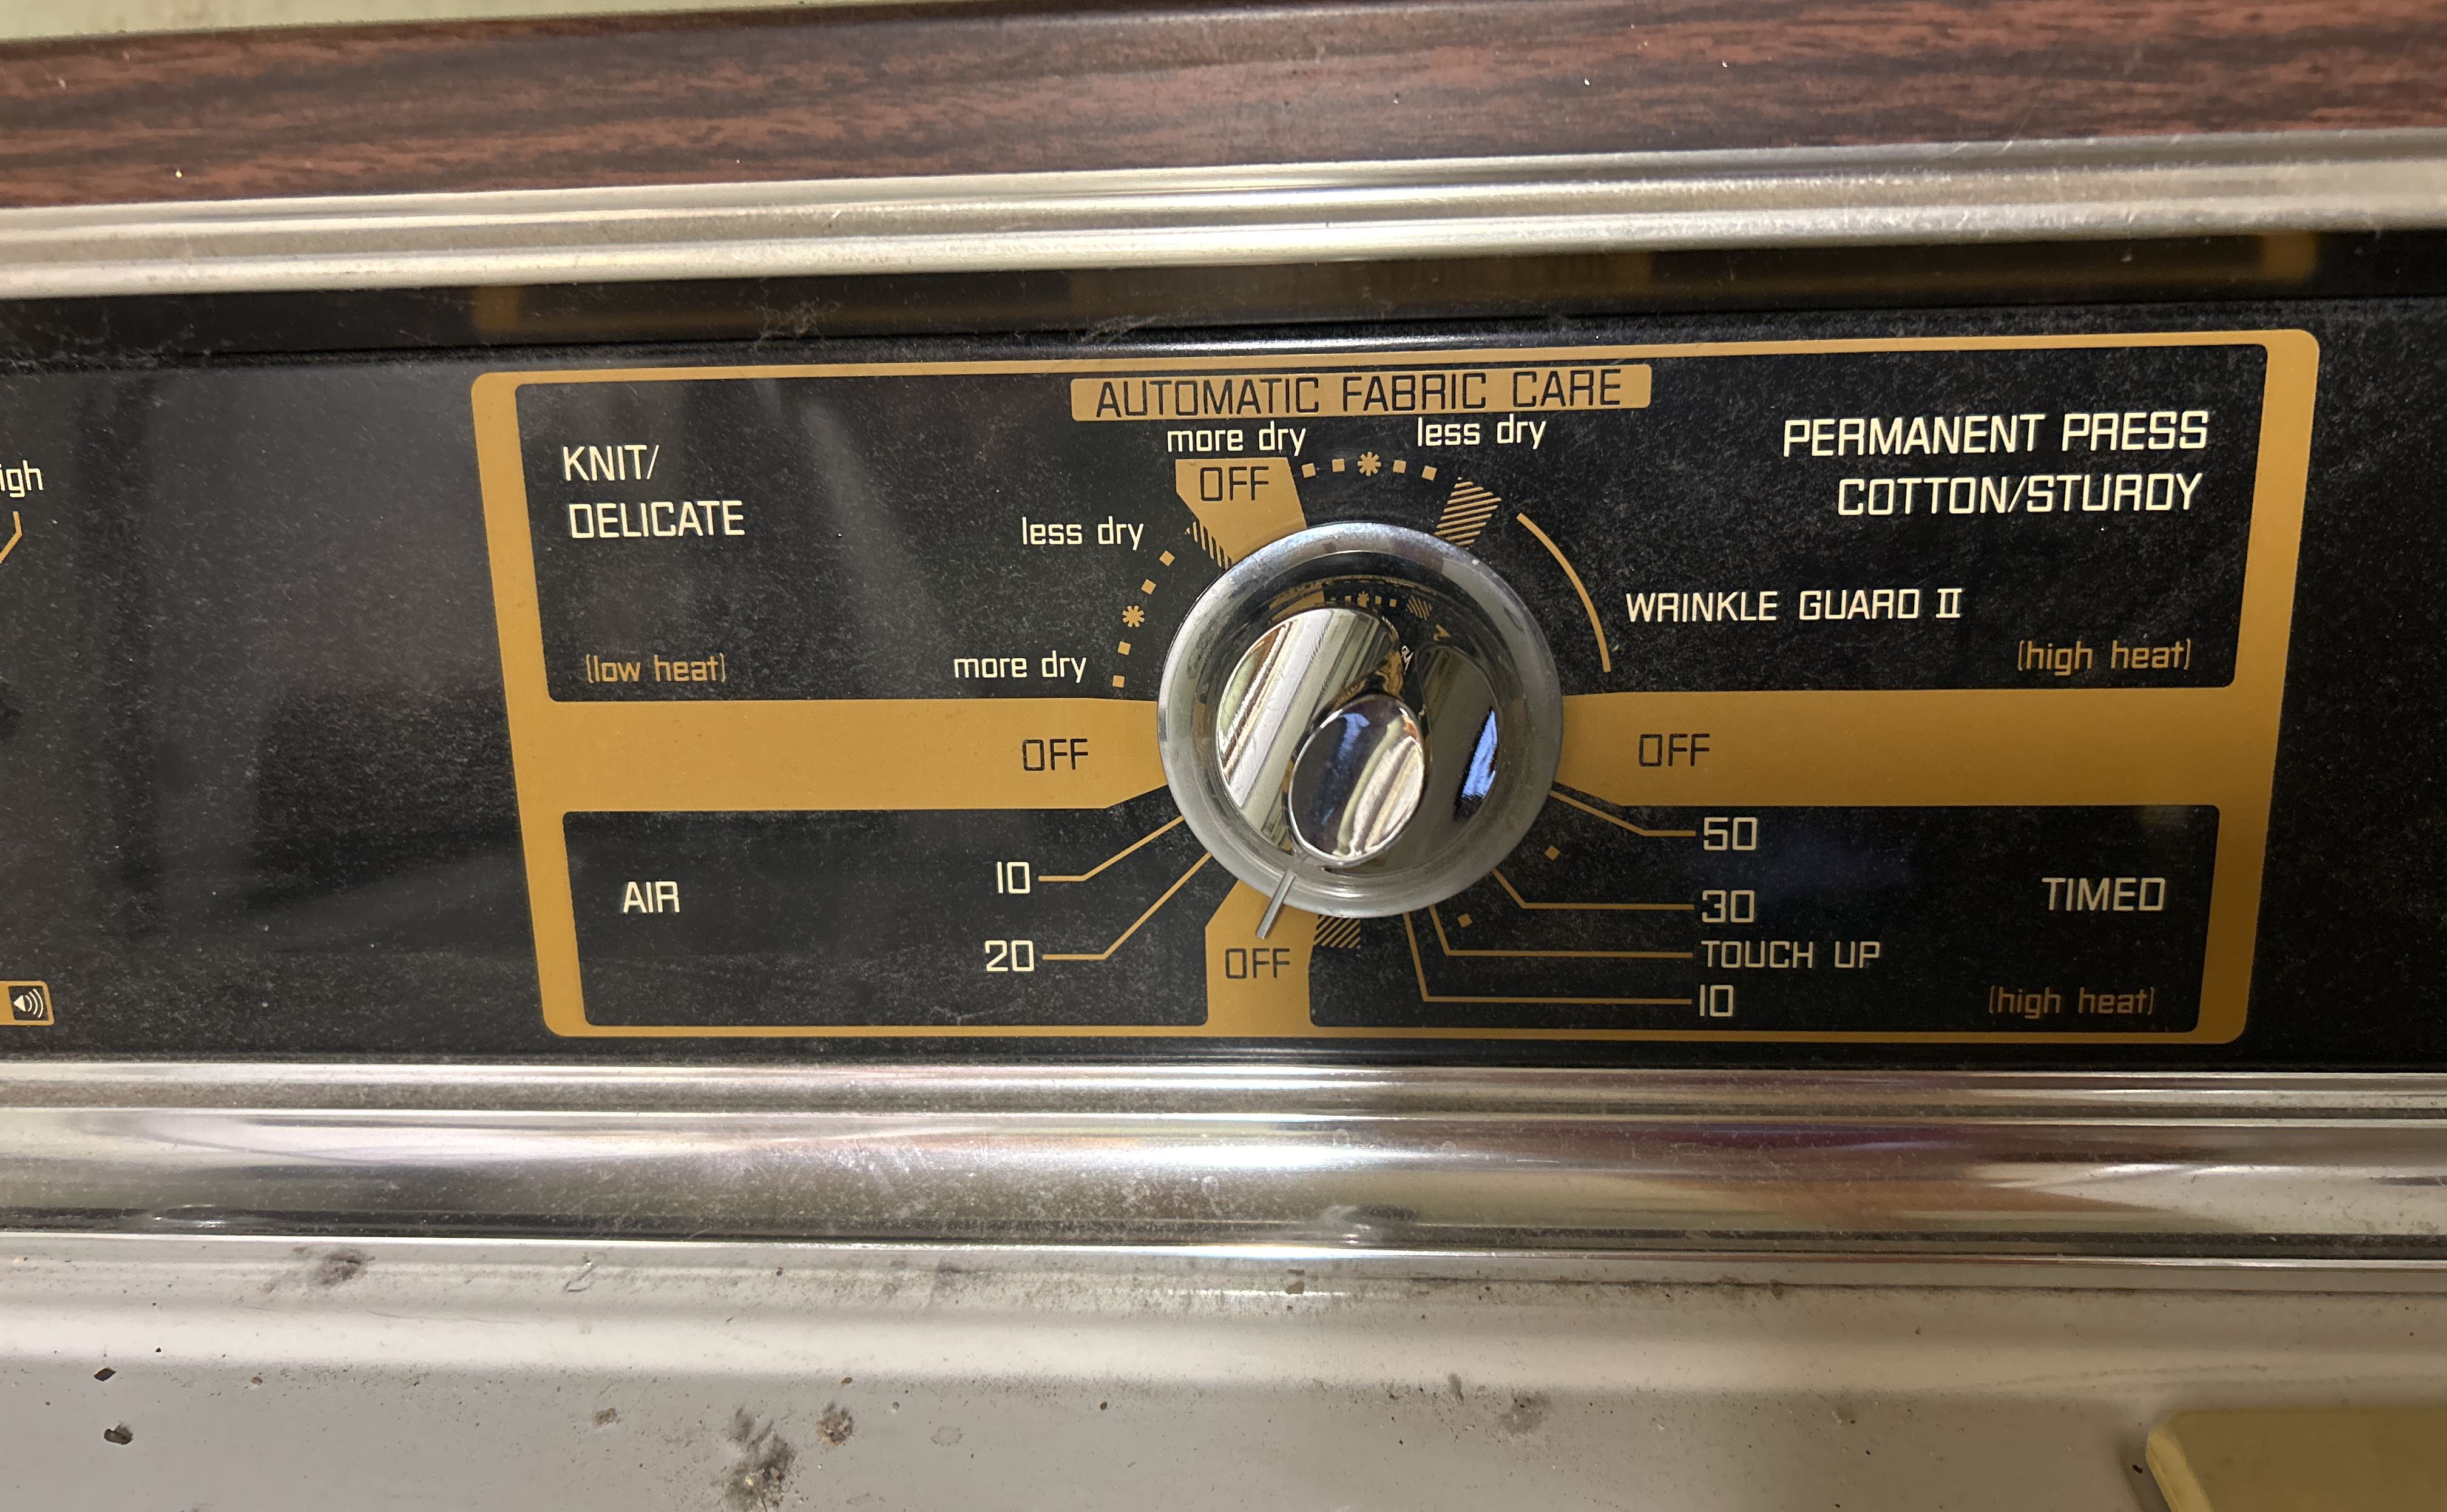 igh
AUTOMATIC FABRIC CARE
more dry
less dry
OFF
KNIT/
DELICATE
less dry
more dry
(low heat)
PERMANENT PRESS
COTTON/STURDY
WRINKLE GUARD II
(high heat)
OFF
OFF
AIR
10
20
OFF
50
30
TOUCH UP
10
TIMED
(high heat)